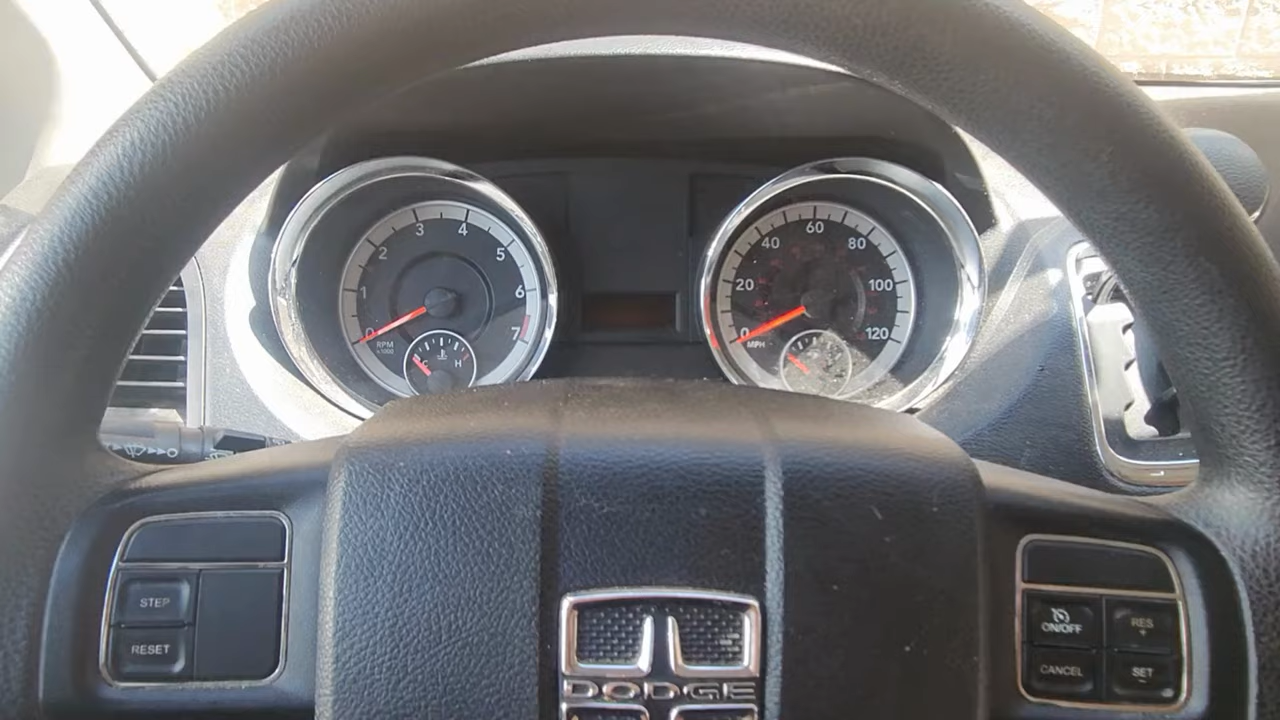 0 1 2 3 4 5 6 7
RPM
x1000
C H
0 20 40 60 80 100 120
MPH
STEP
RESET
ON/OFF
RES
+
CANCEL
SET
-
DODGE